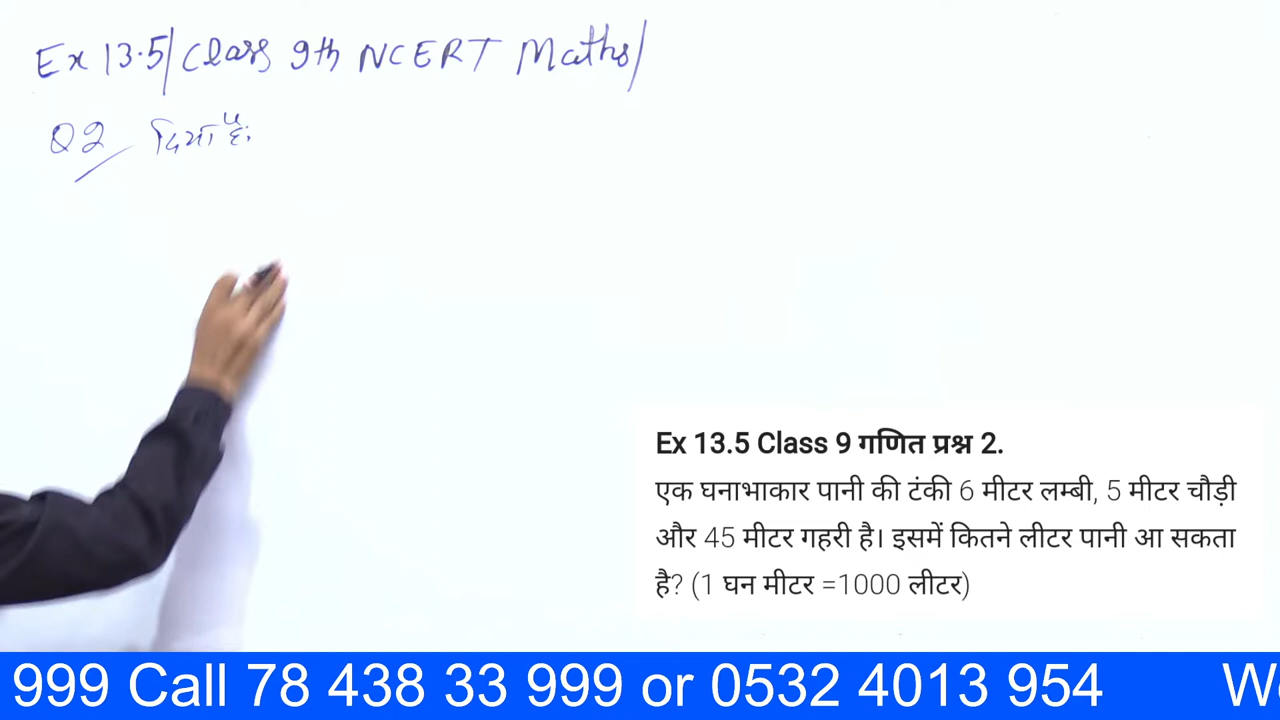 Ex 13.5/Class 9th NCERT Maths/
Q2 दिया है:
Ex 13.5 Class 9 गणित प्रश्न 2.
एक घनाभाकार पानी की टंकी 6 मीटर लम्बी, 5 मीटर चौड़ी
और 45 मीटर गहरी है। इसमें कितने लीटर पानी आ सकता
है? (1 घन मीटर =1000 लीटर)
999 Call 78 438 33 999 or 0532 4013 954